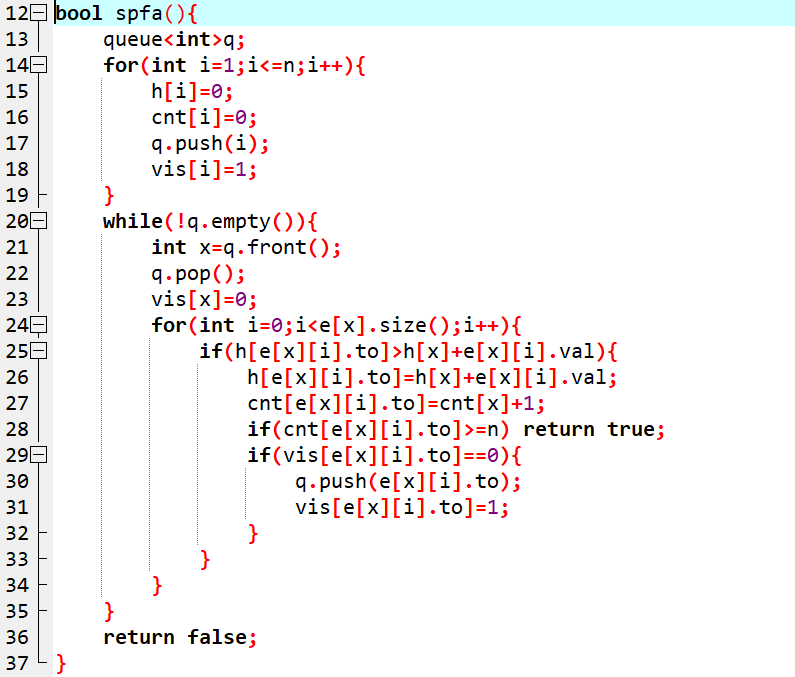 12 bool spfa(){
13     queue<int>q;
14     for(int i=1;i<=n;i++){
15         h[i]=0;
16         cnt[i]=0;
17         q.push(i);
18         vis[i]=1;
19     }
20     while(!q.empty()){
21         int x=q.front();
22         q.pop();
23         vis[x]=0;
24         for(int i=0;i<e[x].size();i++){
25             if(h[e[x][i].to]>h[x]+e[x][i].val){
26                 h[e[x][i].to]=h[x]+e[x][i].val;
27                 cnt[e[x][i].to]=cnt[x]+1;
28                 if(cnt[e[x][i].to]>=n) return true;
29                 if(vis[e[x][i].to]==0){
30                     q.push(e[x][i].to);
31                     vis[e[x][i].to]=1;
32                 }
33             }
34         }
35     }
36     return false;
37 }